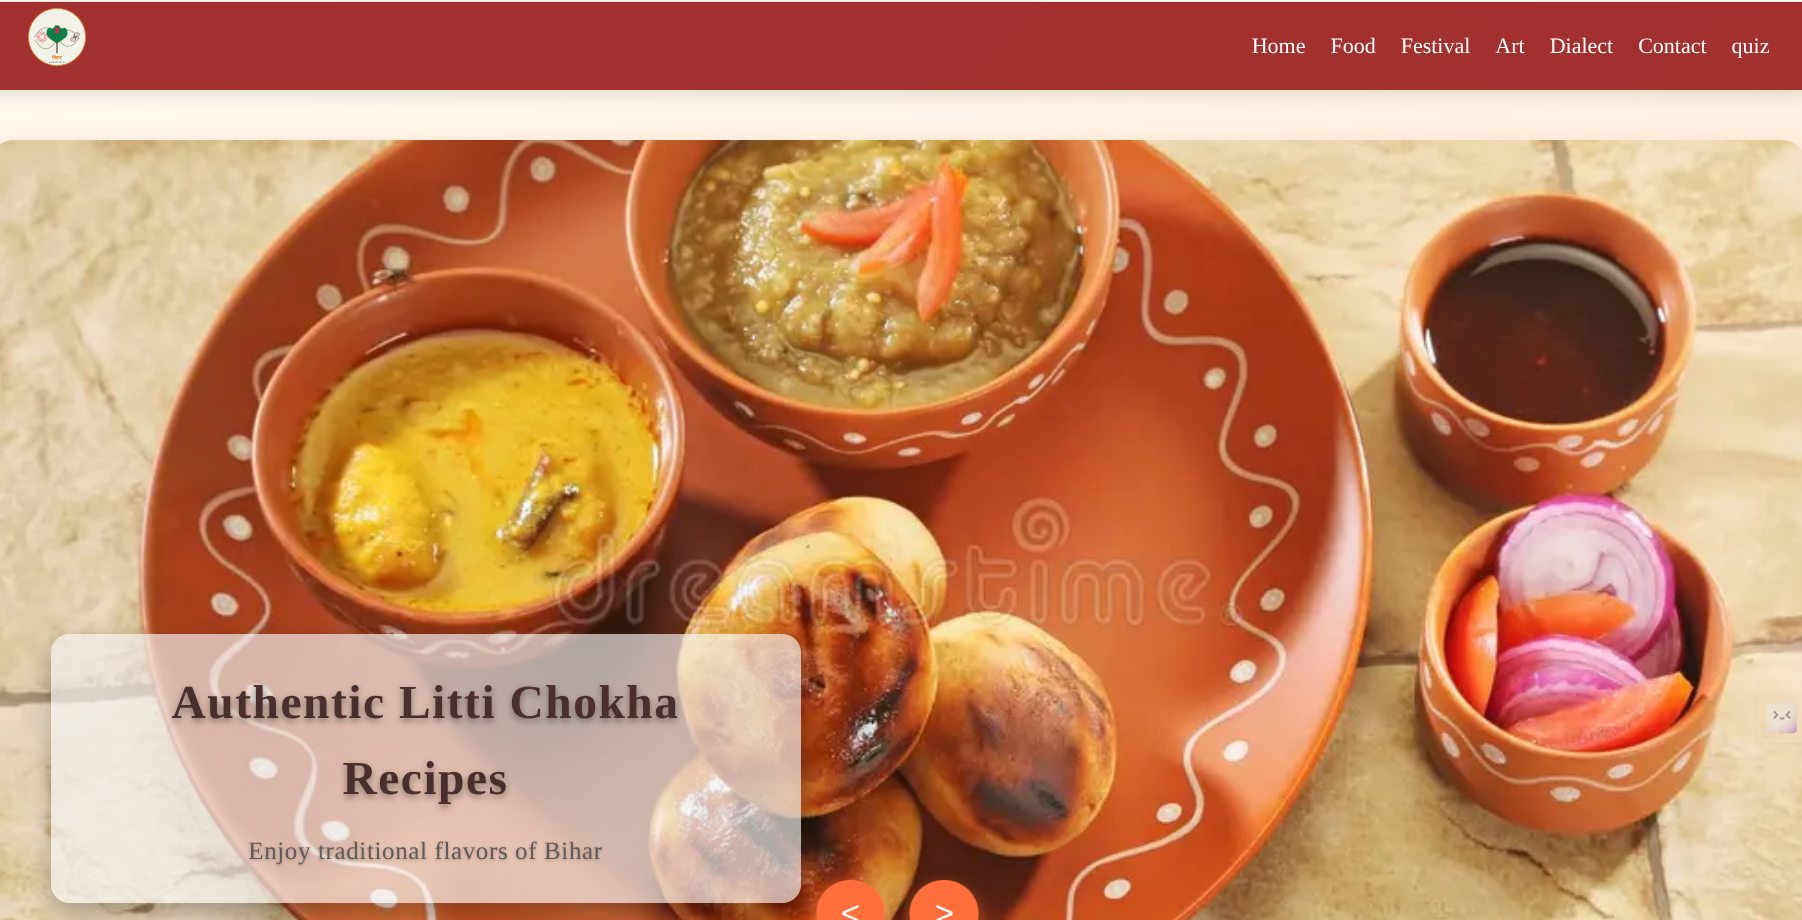 Home Food Festival Art Dialect Contact quiz
dreamstime
Authentic Litti Chokha
Recipes
Enjoy traditional flavors of Bihar
< >